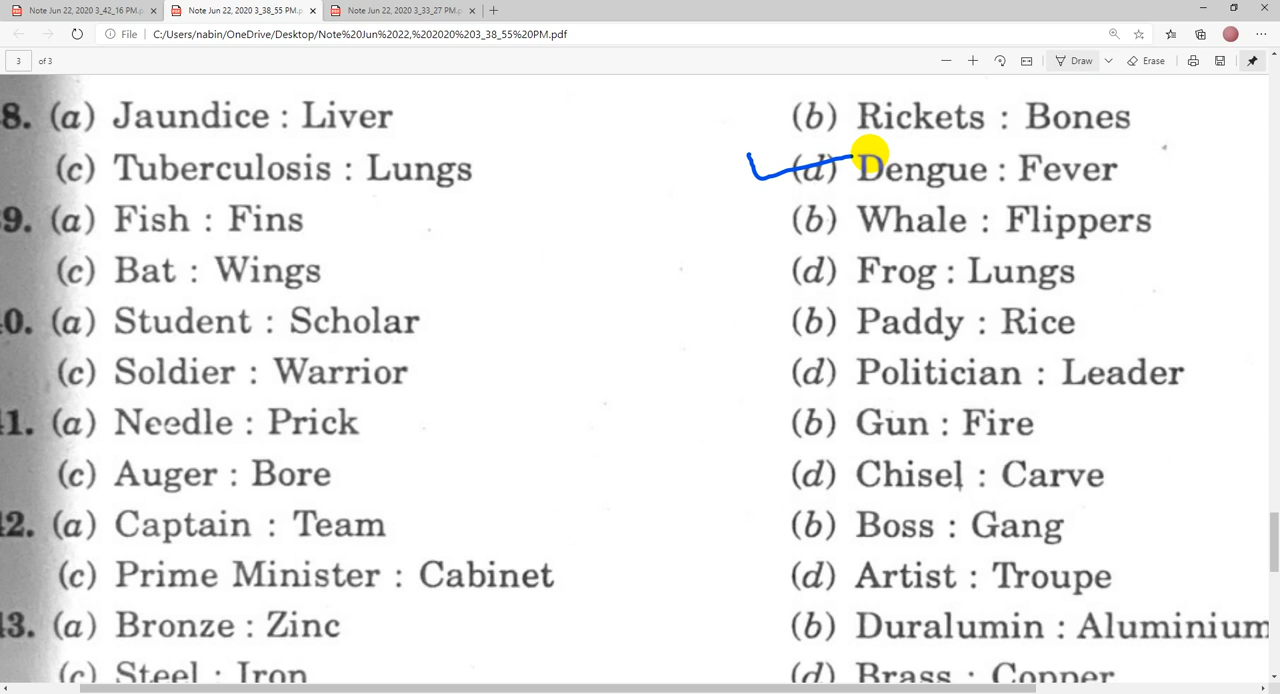 Note Jun 22, 2020 3_42_16 PM.p
Note Jun 22, 2020 3_38_55 PM.p
Note Jun 22, 2020 3_33_27 PM.p
File C:/Users/nabin/OneDrive/Desktop/Note%20Jun%2022,%202020%203_38_55%20PM.pdf
3 of 3 Draw Erase
8. (a) Jaundice : Liver (b) Rickets : Bones
(c) Tuberculosis : Lungs (d) Dengue : Fever
9. (a) Fish : Fins (b) Whale : Flippers
(c) Bat : Wings (d) Frog : Lungs
0. (a) Student : Scholar (b) Paddy : Rice
(c) Soldier : Warrior (d) Politician : Leader
1. (a) Needle : Prick (b) Gun : Fire
(c) Auger : Bore (d) Chisel : Carve
2. (a) Captain : Team (b) Boss : Gang
(c) Prime Minister : Cabinet (d) Artist : Troupe
3. (a) Bronze : Zinc (b) Duralumin : Aluminium
(c) Steel : Iron (d) Brass : Copper